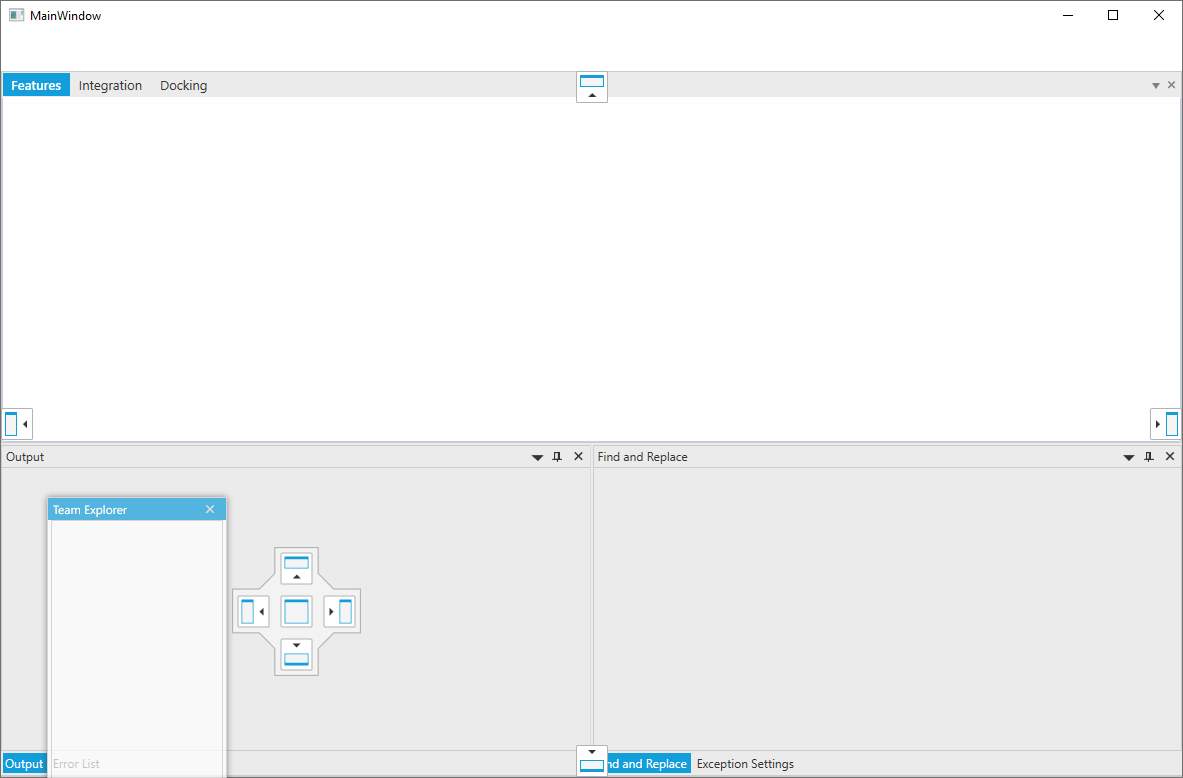 MainWindow
Features Integration Docking
Output
Find and Replace
Team Explorer
Output Error List
nd and Replace Exception Settings